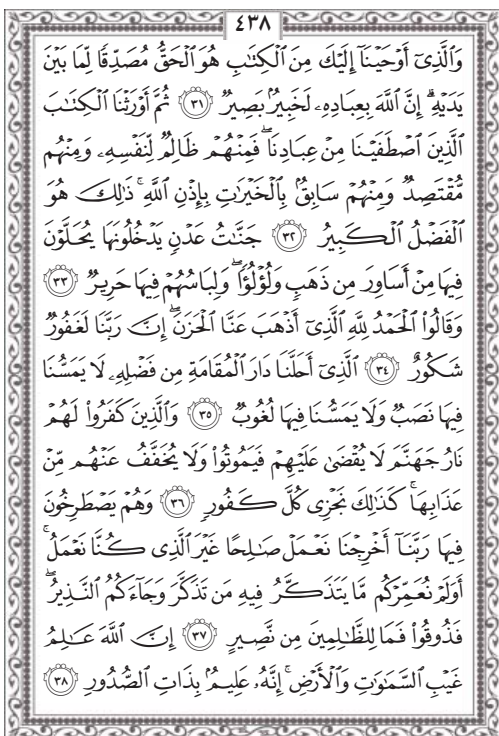 ٤٣٨
وَٱلَّذِىٓ أَوْحَيْنَآ إِلَيْكَ مِنَ ٱلْكِتَٰبِ هُوَ ٱلْحَقُّ مُصَدِّقًا لِّمَا بَيْنَ
يَدَيْهِ ۗ إِنَّ ٱللَّهَ بِعِبَادِهِۦ لَخَبِيرٌۢ بَصِيرٌ ٣١ ثُمَّ أَوْرَثْنَا ٱلْكِتَٰبَ
ٱلَّذِينَ ٱصْطَفَيْنَا مِنْ عِبَادِنَا ۖ فَمِنْهُمْ ظَالِمٌ لِّنَفْسِهِۦ وَمِنْهُم
مُّقْتَصِدٌ وَمِنْهُمْ سَابِقٌۢ بِٱلْخَيْرَٰتِ بِإِذْنِ ٱللَّهِ ۚ ذَٰلِكَ هُوَ
ٱلْفَضْلُ ٱلْكَبِيرُ ٣٢ جَنَّٰتُ عَدْنٍ يَدْخُلُونَهَا يُحَلَّوْنَ
فِيهَا مِنْ أَسَاوِرَ مِن ذَهَبٍ وَلُؤْلُؤًا ۖ وَلِبَاسُهُمْ فِيهَا حَرِيرٌ ٣٣
وَقَالُوا۟ ٱلْحَمْدُ لِلَّهِ ٱلَّذِىٓ أَذْهَبَ عَنَّا ٱلْحَزَنَ ۖ إِنَّ رَبَّنَا لَغَفُورٌ
شَكُورٌ ٣٤ ٱلَّذِىٓ أَحَلَّنَا دَارَ ٱلْمُقَامَةِ مِن فَضْلِهِۦ لَا يَمَسُّنَا
فِيهَا نَصَبٌ وَلَا يَمَسُّنَا فِيهَا لُغُوبٌ ٣٥ وَٱلَّذِينَ كَفَرُوا۟ لَهُمْ
نَارُ جَهَنَّمَ لَا يُقْضَىٰ عَلَيْهِمْ فَيَمُوتُوا۟ وَلَا يُخَفَّفُ عَنْهُم مِّنْ
عَذَابِهَا ۚ كَذَٰلِكَ نَجْزِى كُلَّ كَفُورٍ ٣٦ وَهُمْ يَصْطَرِخُونَ
فِيهَا رَبَّنَآ أَخْرِجْنَا نَعْمَلْ صَٰلِحًا غَيْرَ ٱلَّذِى كُنَّا نَعْمَلُ ۚ
أَوَلَمْ نُعَمِّرْكُم مَّا يَتَذَكَّرُ فِيهِ مَن تَذَكَّرَ وَجَآءَكُمُ ٱلنَّذِيرُ ۖ
فَذُوقُوا۟ فَمَا لِلظَّٰلِمِينَ مِن نَّصِيرٍ ٣٧ إِنَّ ٱللَّهَ عَٰلِمُ
غَيْبِ ٱلسَّمَٰوَٰتِ وَٱلْأَرْضِ ۚ إِنَّهُۥ عَلِيمٌۢ بِذَاتِ ٱلصُّدُورِ ٣٨